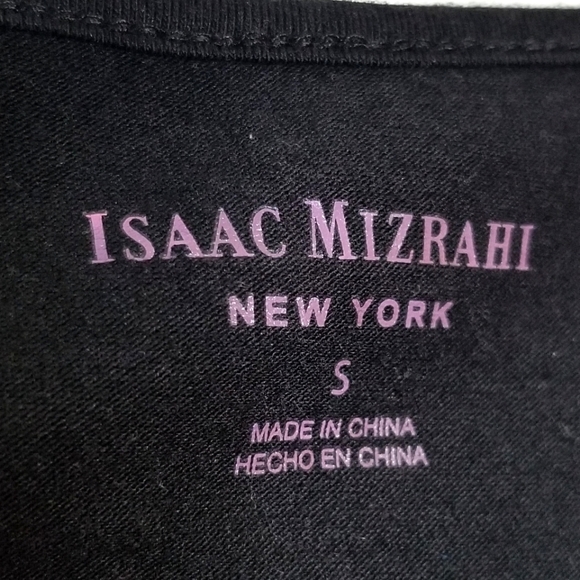 ISAAC MIZRAHI
NEW YORK
S
MADE IN CHINA
HECHO EN CHINA